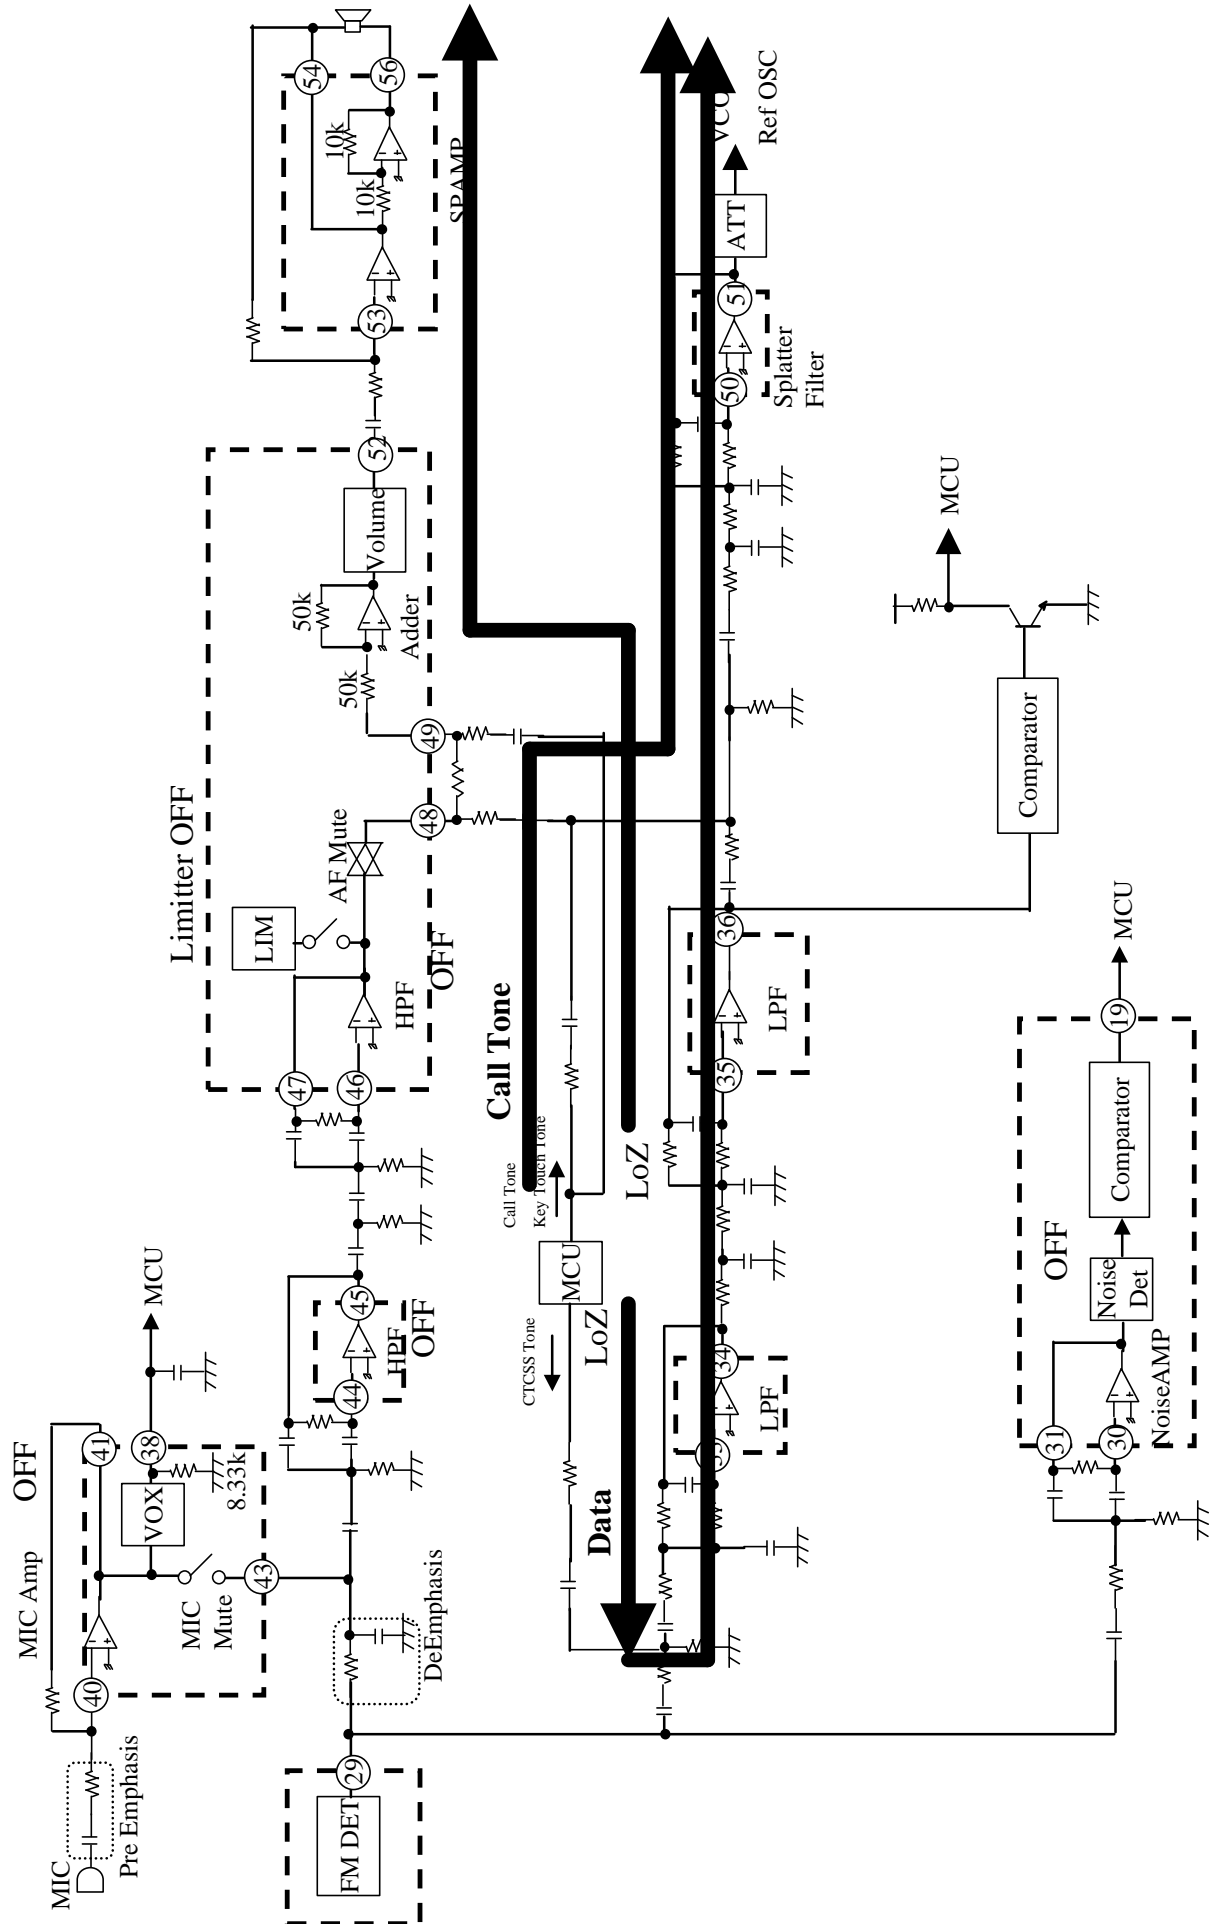 MIC
Pre Emphasis
40
MIC Amp
OFF
41
38
VOX
8.33k
MIC
Mute
43
MCU
FM DET
29
DeEmphasis
44
HPF
45
OFF
47
46
HPF
OFF
Limitter OFF
LIM
AF Mute
48
49
50k
50k
Adder
Volume
52
53
10k
10k
54
56
SPAMP
Call Tone
Call Tone
Key Touch Tone
MCU
CTCSS Tone
LoZ
LoZ
Data
33
34
LPF
35
36
LPF
50
51
Splatter
Filter
ATT
VCO
Ref OSC
Comparator
MCU
31
30
NoiseAMP
Noise
Det
OFF
Comparator
19
MCU